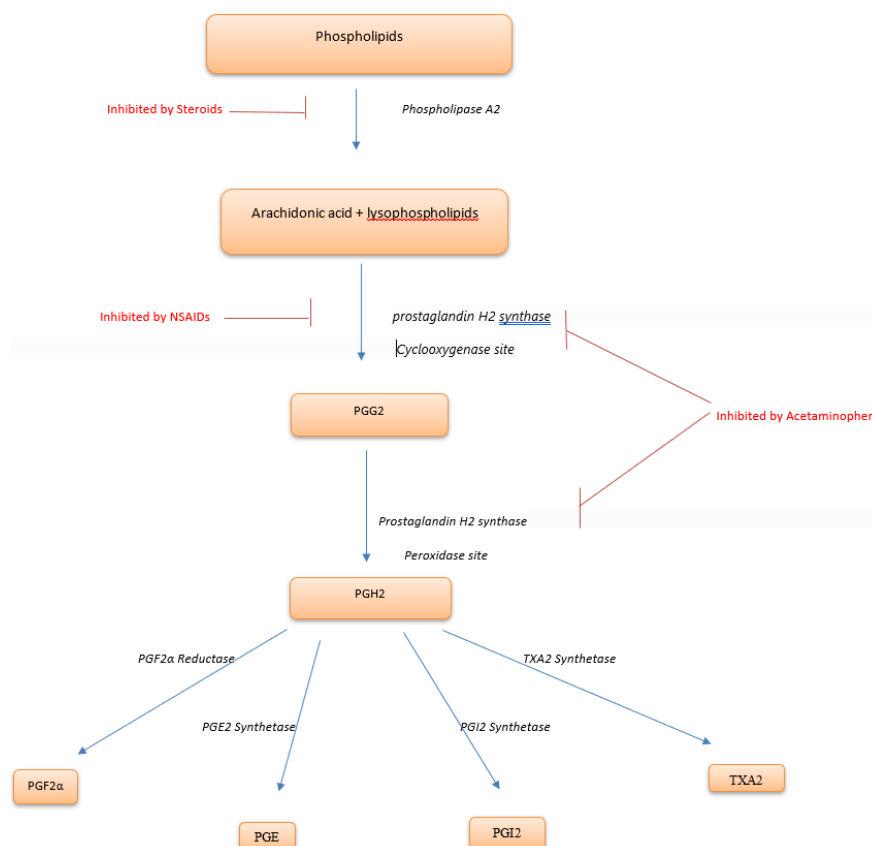 Phospholipids
Inhibited by Steroids
Phospholipase A2
Arachidonic acid + lysophospholipids
Inhibited by NSAIDs
prostaglandin H2 synthase
Cyclooxygenase site
PGG2
Inhibited by Acetaminopher
Prostaglandin H2 synthase
Peroxidase site
PGH2
PGF2α Reductase
TXA2 Synthetase
PGE2 Synthetase
PGI2 Synthetase
PGF2α
TXA2
PGE
PGI2